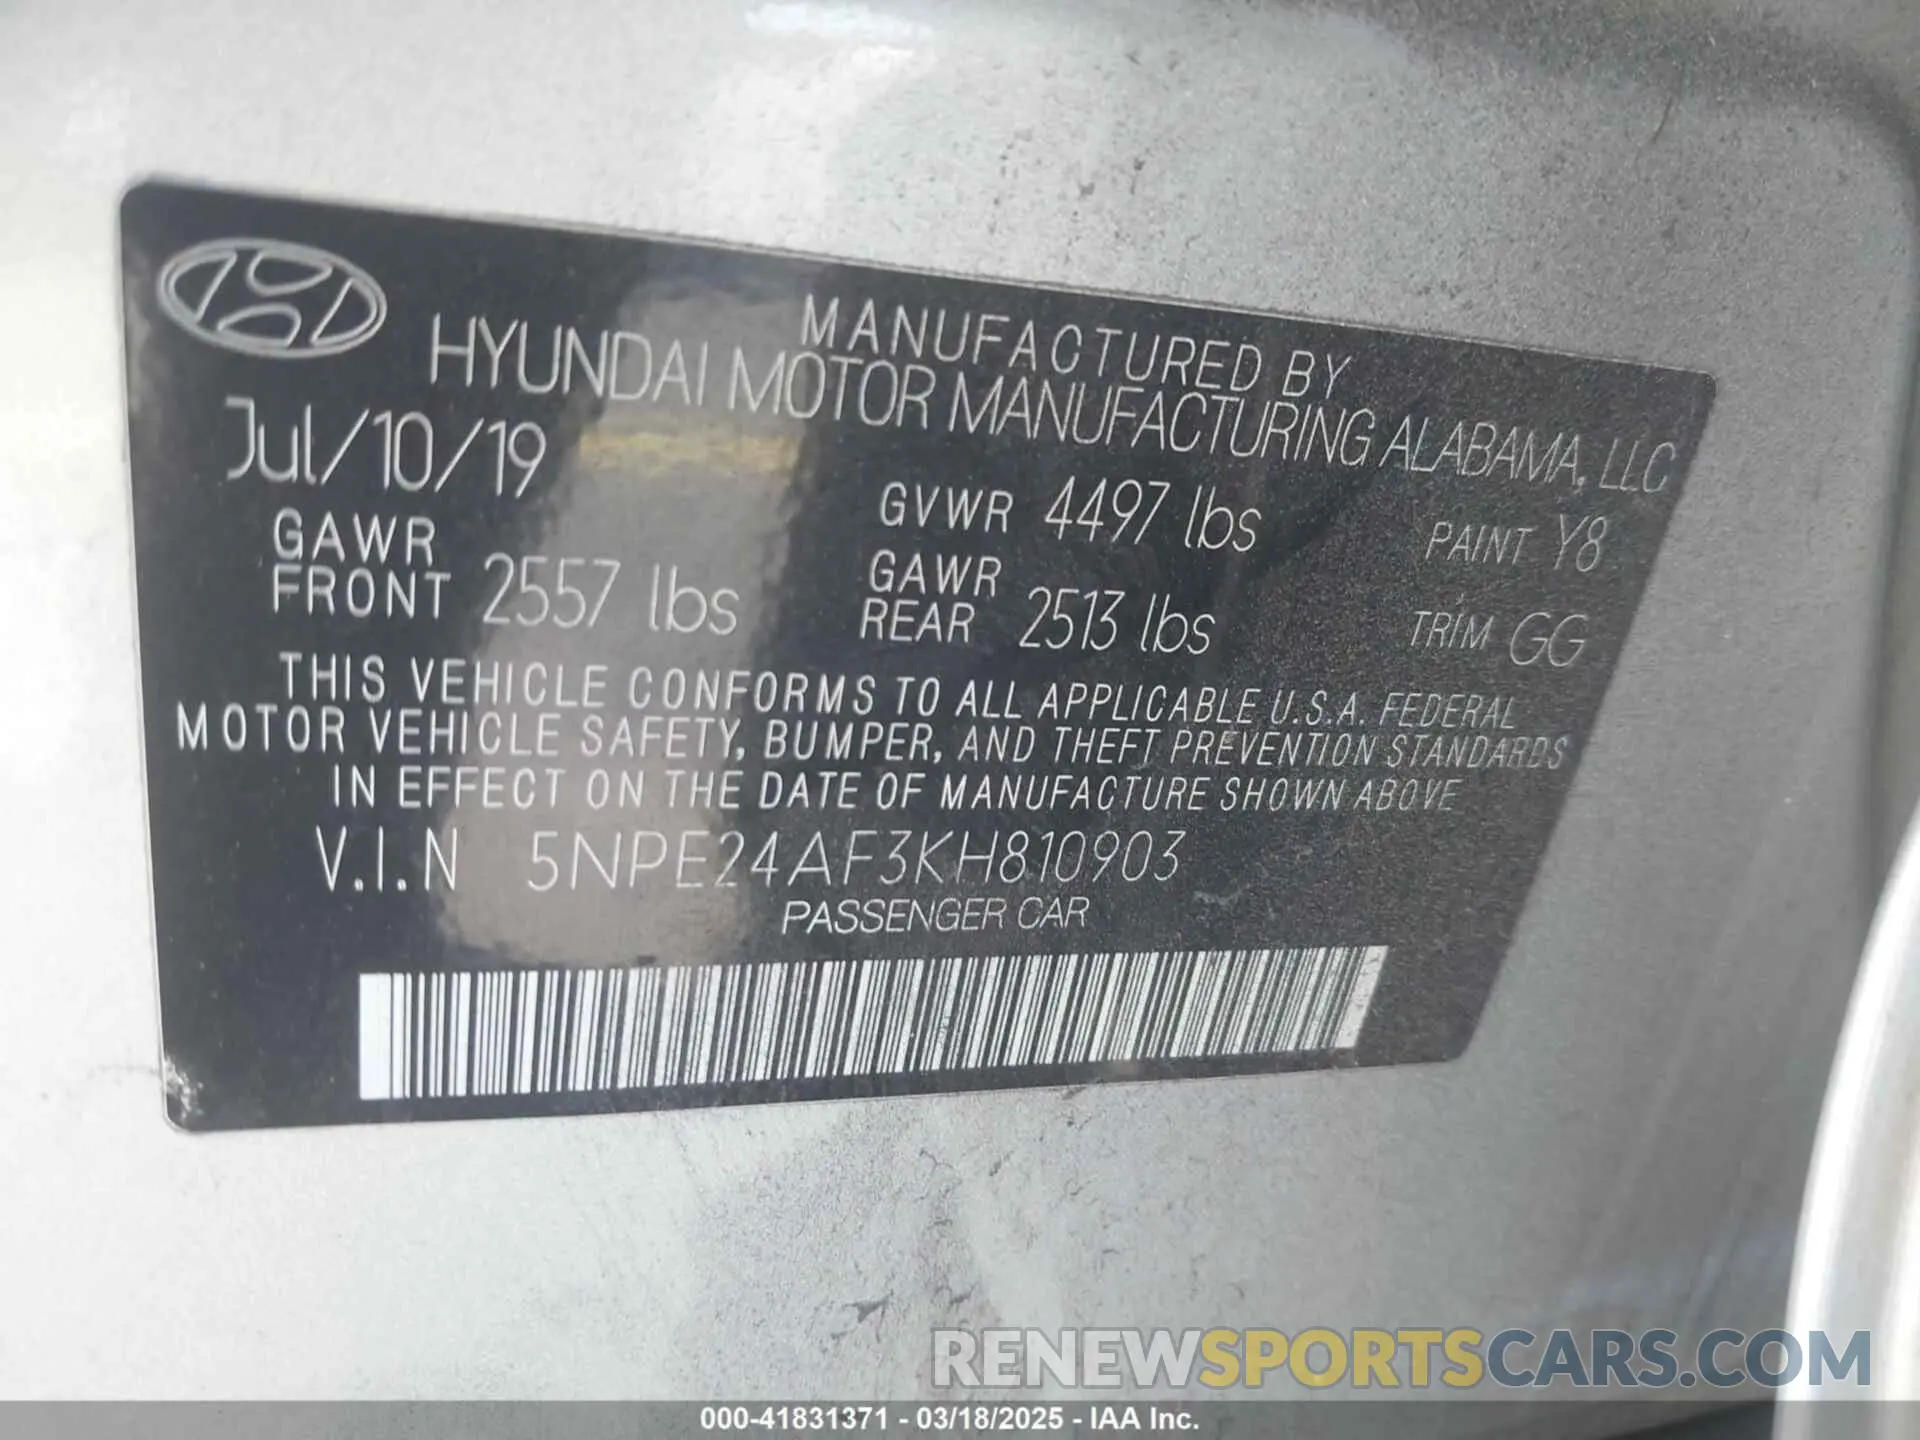 MANUFACTURED BY
HYUNDAI MOTOR MANUFACTURING ALABAMA, LLC
Jul/10/19
GVWR 4497 lbs PAINT Y8
GAWR FRONT 2557 lbs GAWR REAR 2513 lbs TRIM GG
THIS VEHICLE CONFORMS TO ALL APPLICABLE U.S.A. FEDERAL
MOTOR VEHICLE SAFETY, BUMPER, AND THEFT PREVENTION STANDARDS
IN EFFECT ON THE DATE OF MANUFACTURE SHOWN ABOVE
V.I.N 5NPE24AF3KH810903
PASSENGER CAR
RENEWSPORTSCARS.COM
000-41831371 - 03/18/2025 - IAA Inc.